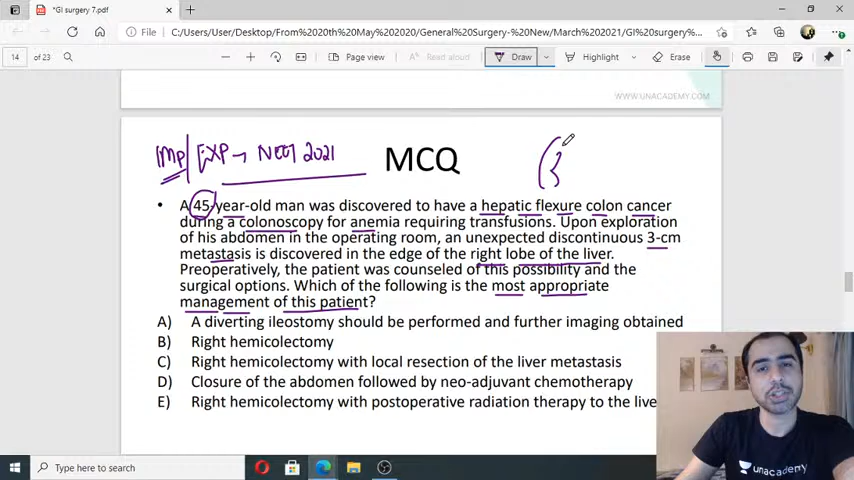 *GI surgery 7.pdf
File
C:/Users/User/Desktop/From%2020th%20May%202020/General%20Surgery-%20New/March%202021/GI%20surgery%...
14 of 23
Page view
Read aloud
Draw
Highlight
Erase
WWW.UNACADEMY.COM
Imp EXP → NEET 2021
MCQ
(3
• A 45-year-old man was discovered to have a hepatic flexure colon cancer
during a colonoscopy for anemia requiring transfusions. Upon exploration
of his abdomen in the operating room, an unexpected discontinuous 3-cm
metastasis is discovered in the edge of the right lobe of the liver.
Preoperatively, the patient was counseled of this possibility and the
surgical options. Which of the following is the most appropriate
management of this patient?
A) A diverting ileostomy should be performed and further imaging obtained
B) Right hemicolectomy
C) Right hemicolectomy with local resection of the liver metastasis
D) Closure of the abdomen followed by neo-adjuvant chemotherapy
E) Right hemicolectomy with postoperative radiation therapy to the live
unacademy
Type here to search